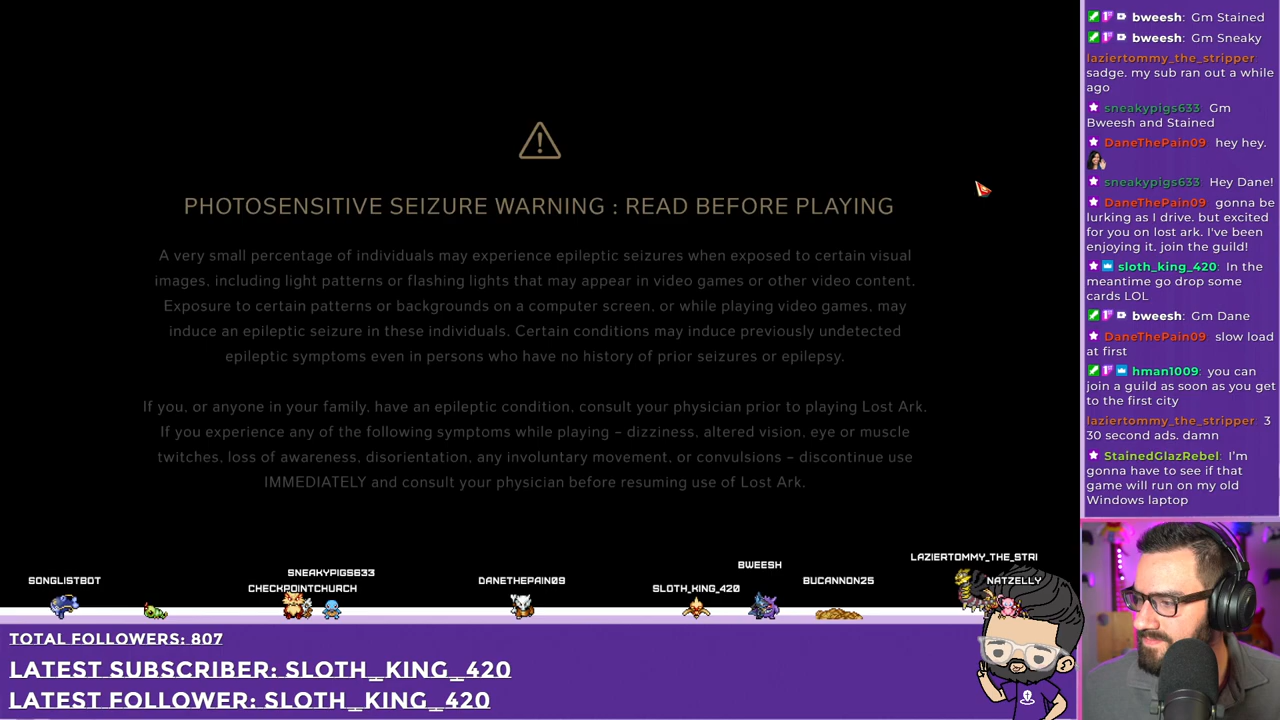 PHOTOSENSITIVE SEIZURE WARNING : READ BEFORE PLAYING
A very small percentage of individuals may experience epileptic seizures when exposed to certain visual
images, including light patterns or flashing lights that may appear in video games or other video content.
Exposure to certain patterns or backgrounds on a computer screen, or while playing video games, may
induce an epileptic seizure in these individuals. Certain conditions may induce previously undetected
epileptic symptoms even in persons who have no history of prior seizures or epilepsy.
If you, or anyone in your family, have an epileptic condition, consult your physician prior to playing Lost Ark.
If you experience any of the following symptoms while playing – dizziness, altered vision, eye or muscle
twitches, loss of awareness, disorientation, any involuntary movement, or convulsions – discontinue use
IMMEDIATELY and consult your physician before resuming use of Lost Ark.
bweesh: Gm Stained
bweesh: Gm Sneaky
laziertommy_the_stripper:
sadge. my sub ran out a while
ago
sneakypigs633 Gm
Bweesh and Stained
DaneThePain09 hey hey.
sneakypigs633 Hey Dane!
DaneThePain09 gonna be
lurking as I drive. but excited
for you on lost ark. I've been
enjoying it. join the guild!
sloth_king_420: In the
meantime go drop some
cards LOL
bweesh: Gm Dane
DaneThePain09 slow load
at first
hman1009: you can
join a guild as soon as you get
to the first city
laziertommy_the_stripper 3
30 second ads. damn
StainedGlazRebel: I'm
gonna have to see if that
game will run on my old
Windows laptop
SONGLISTBOT
SNEAKYPIGS633
CHECKPOINTCHURCH
DANETHEPAIN09
SLOTH_KING_420
BWEESH
BUCANNON25
LAZIERTOMMY_THE_STRI
NATZELLY
TOTAL FOLLOWERS: 807
LATEST SUBSCRIBER: SLOTH_KING_420
LATEST FOLLOWER: SLOTH_KING_420